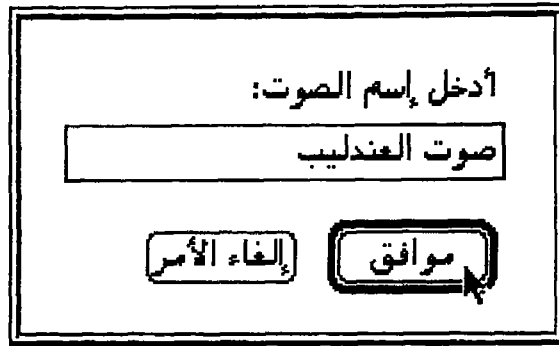 أدخل إسم الصوت:
صوت العندليب
موافق
إلغاء الأمر